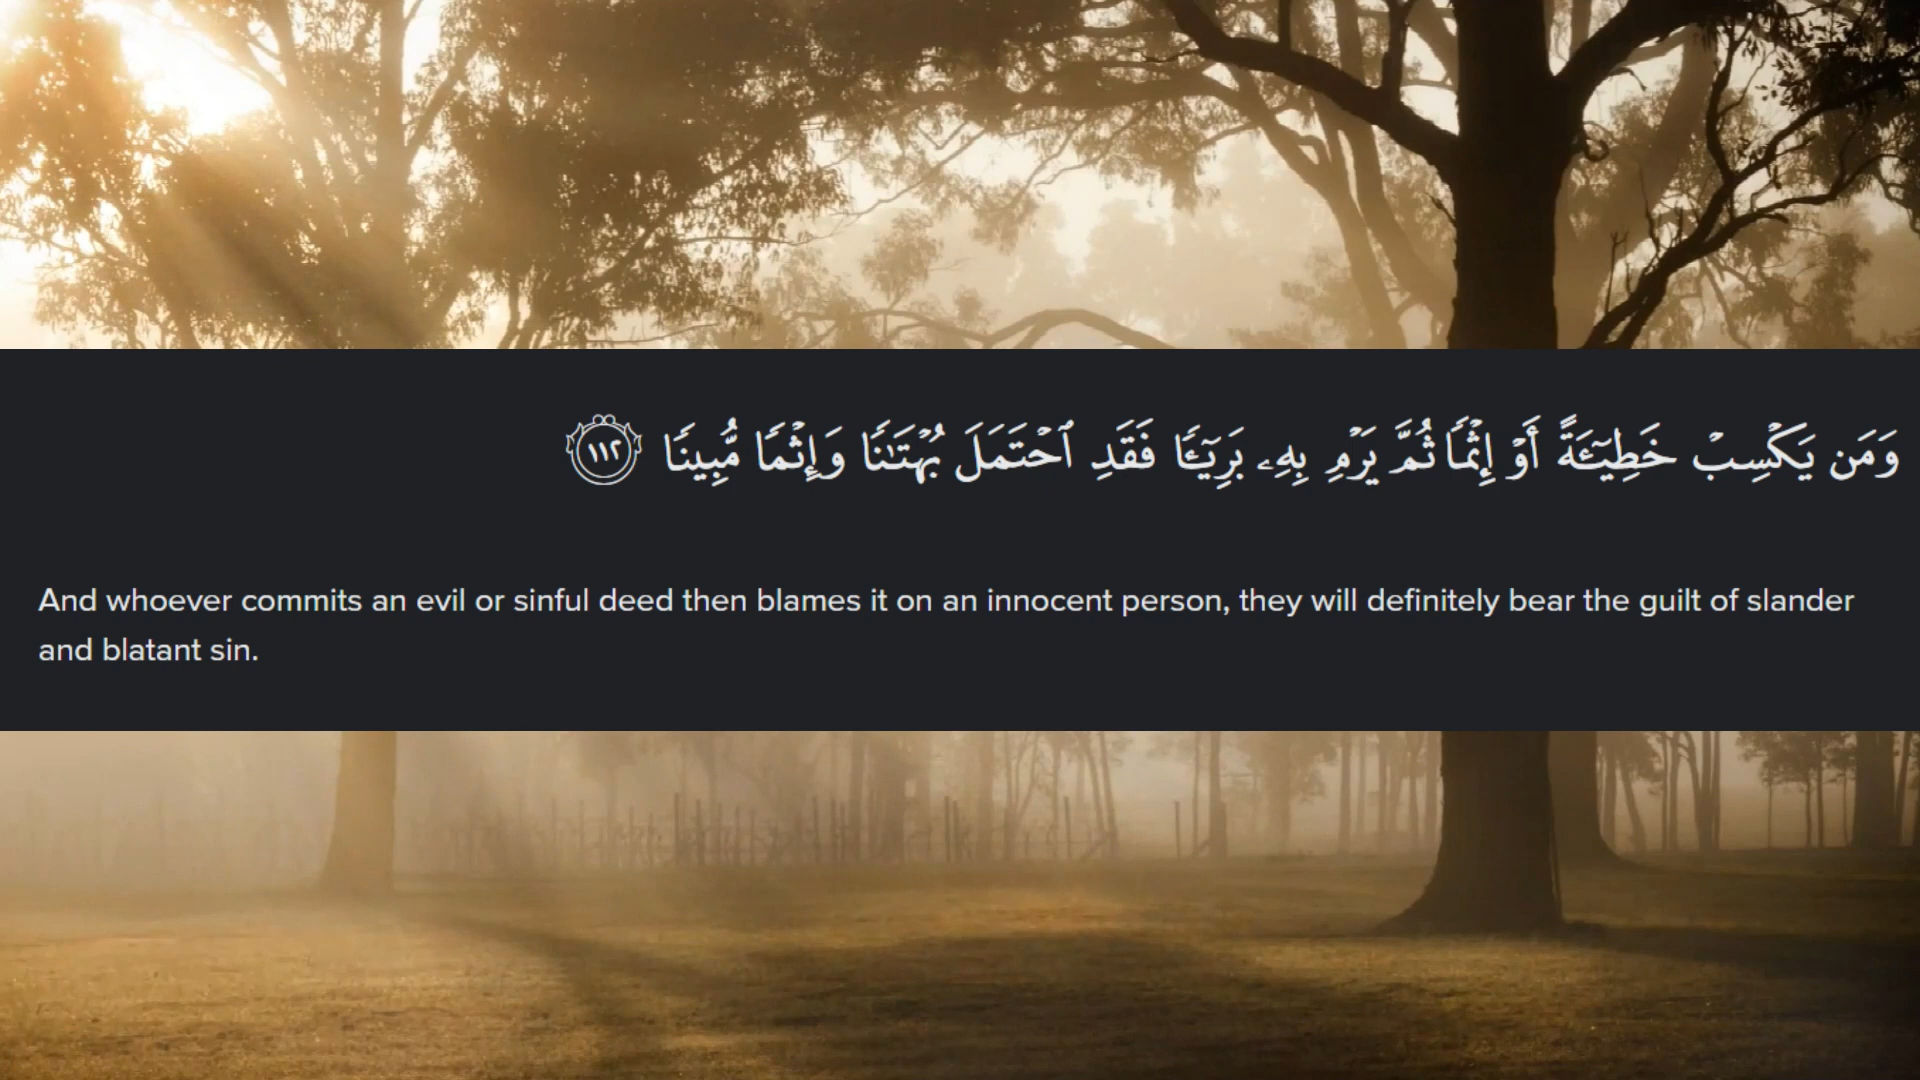 وَمَن يَكْسِبْ خَطِيٓـَٔةً أَوْ إِثْمًا ثُمَّ يَرْمِ بِهِۦ بَرِيٓـًٔا فَقَدِ ٱحْتَمَلَ بُهْتَـٰنًا وَإِثْمًا مُّبِينًا ١١٢
And whoever commits an evil or sinful deed then blames it on an innocent person, they will definitely bear the guilt of slander
and blatant sin.